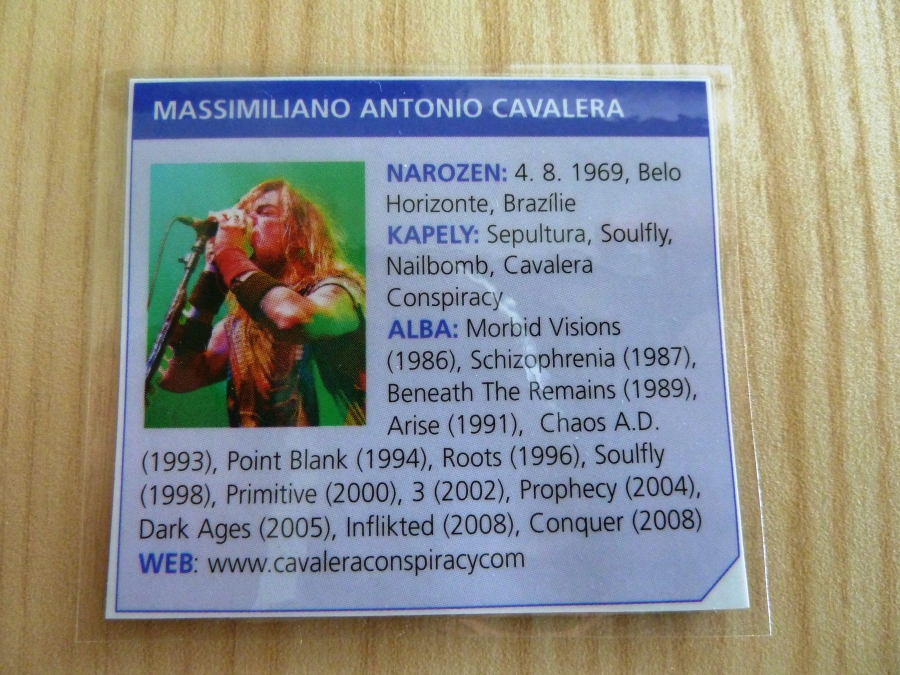 MASSIMILIANO ANTONIO CAVALERA
NAROZEN: 4. 8. 1969, Belo
Horizonte, Brazílie
KAPELY: Sepultura, Soulfly,
Nailbomb, Cavalera
Conspiracy
ALBA: Morbid Visions
(1986), Schizophrenia (1987),
Beneath The Remains (1989),
Arise (1991), Chaos A.D.
(1993), Point Blank (1994), Roots (1996), Soulfly
(1998), Primitive (2000), 3 (2002), Prophecy (2004),
Dark Ages (2005), Inflikted (2008), Conquer (2008)
WEB: www.cavaleraconspiracycom